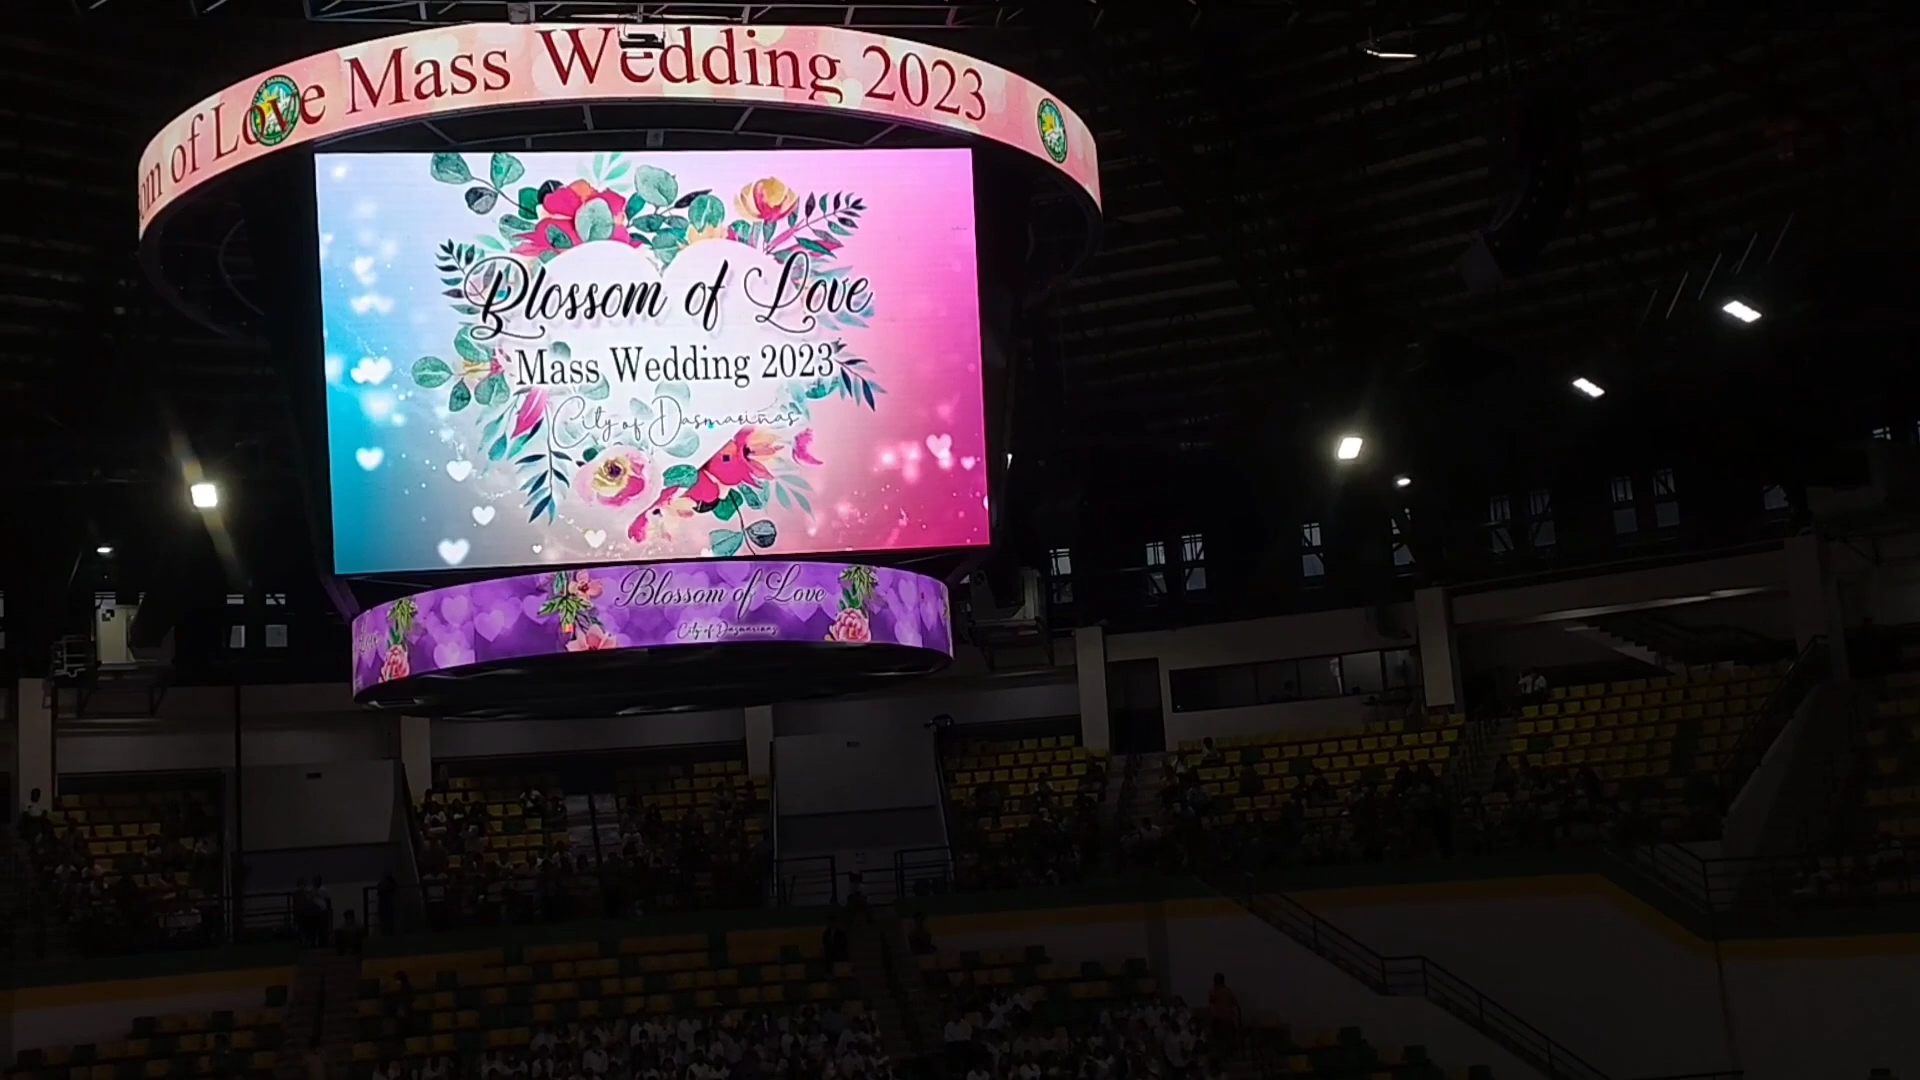 om of Love Mass Wedding 2023
Blossom of Love
Mass Wedding 2023
City of Dasmariñas
Blossom of Love
City of Dasmariñas